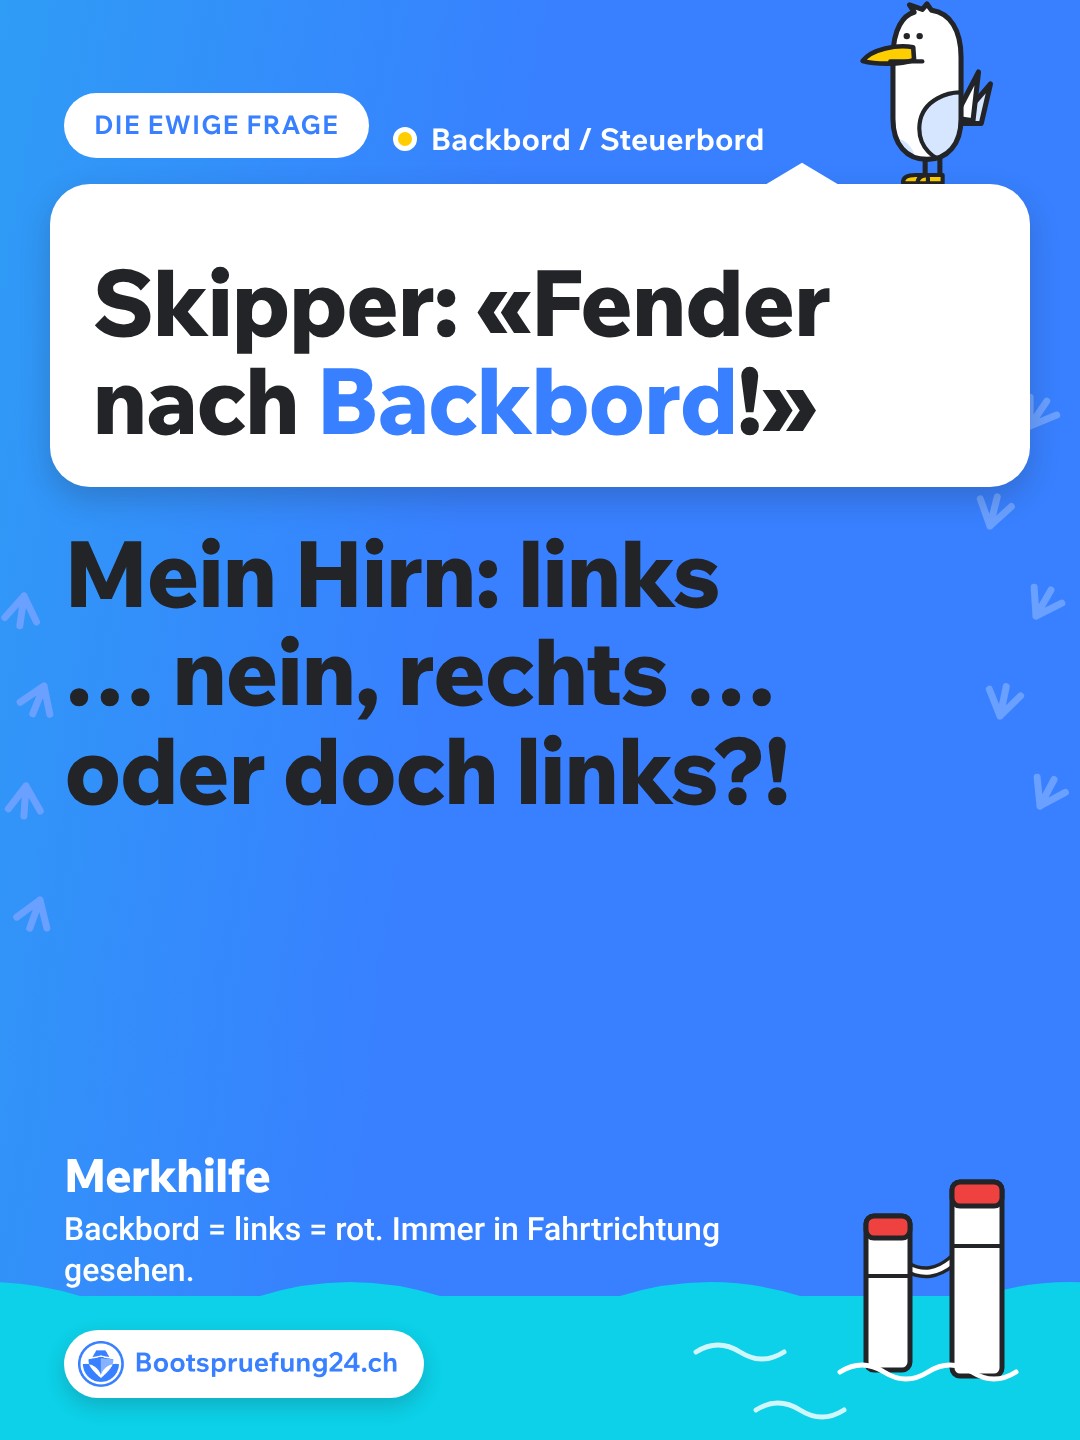 DIE EWIGE FRAGE
Backbord / Steuerbord
Skipper: «Fender
nach Backbord!»
Mein Hirn: links
… nein, rechts …
oder doch links?!
Merkhilfe
Backbord = links = rot. Immer in Fahrtrichtung
gesehen.
Bootspruefung24.ch